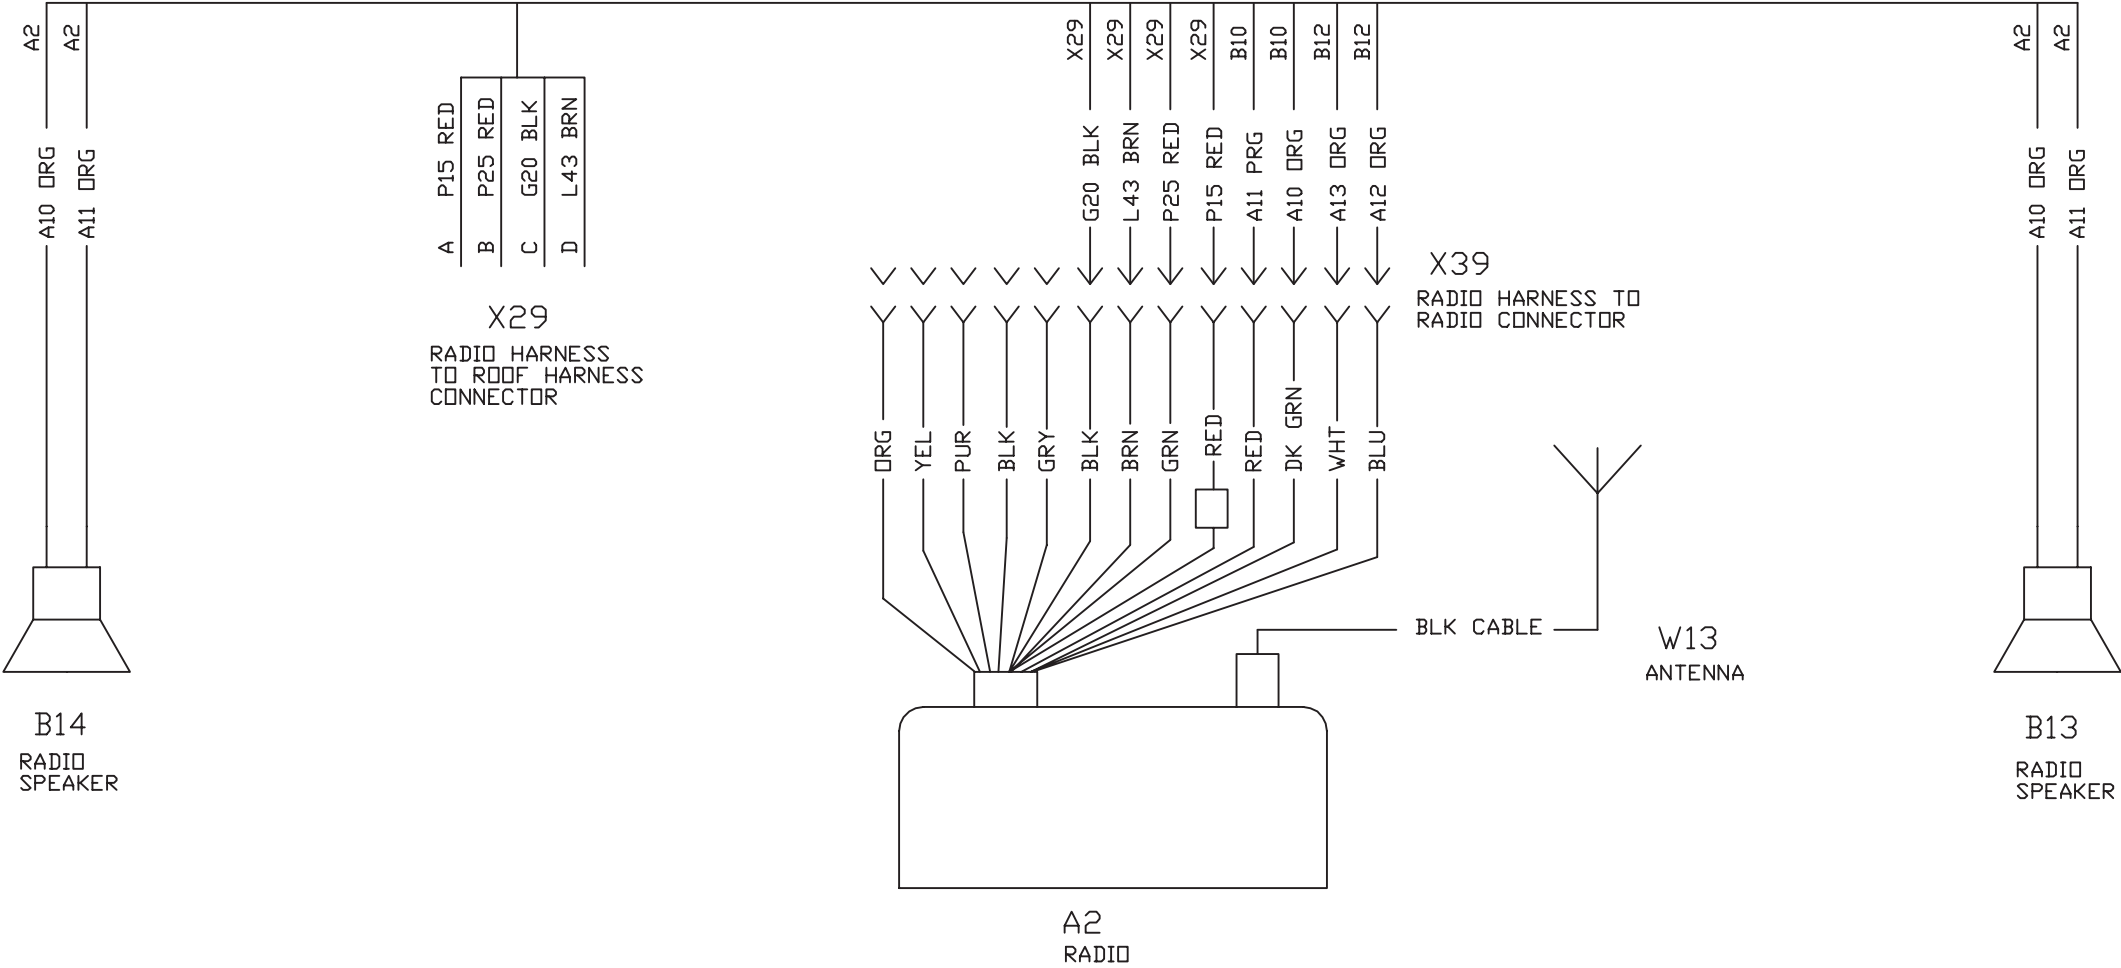 A2
A2
X29
X29
X29
X29
B10
B10
B12
B12
A2
A2
A10 ORG
A11 ORG
A P15 RED
B P25 RED
C G20 BLK
D L43 BRN
G20 BLK
L43 BRN
P25 RED
P15 RED
A11 PRG
A10 ORG
A13 ORG
A12 ORG
A10 ORG
A11 ORG
X29
RADIO HARNESS
TO ROOF HARNESS
CONNECTOR
X39
RADIO HARNESS TO
RADIO CONNECTOR
ORG
YEL
PUR
BLK
GRY
BLK
BRN
GRN
RED
RED
DK GRN
WHT
BLU
BLK CABLE
W13
ANTENNA
B14
RADIO
SPEAKER
B13
RADIO
SPEAKER
A2
RADIO